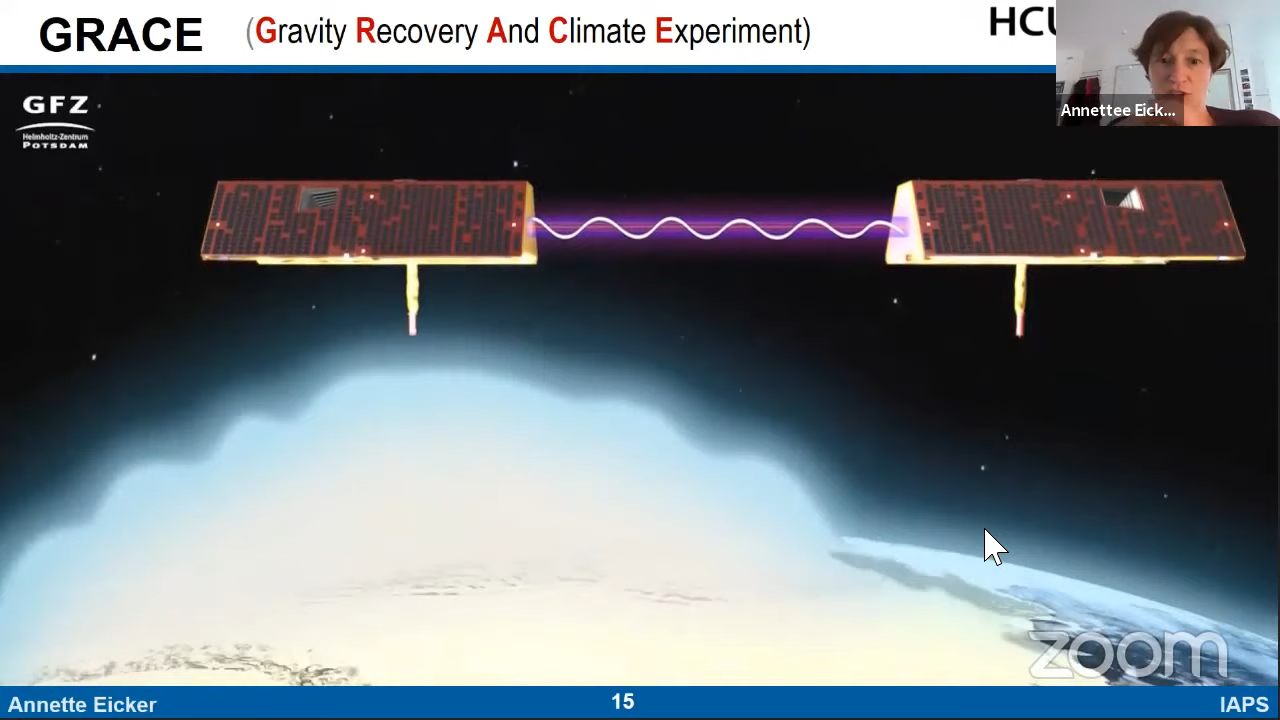 GRACE (Gravity Recovery And Climate Experiment)
HCU
Annettee Eick...
GFZ
Helmholtz-Zentrum
POTSDAM
zoom
Annette Eicker
15
IAPS